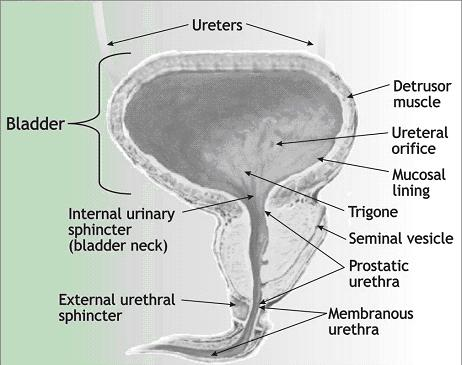 Ureters
Detrusor
muscle
Bladder
Ureteral
orifice
Mucosal
lining
Internal urinary
sphincter
(bladder neck)
Trigone
Seminal vesicle
Prostatic
urethra
External urethral
sphincter
Membranous
urethra